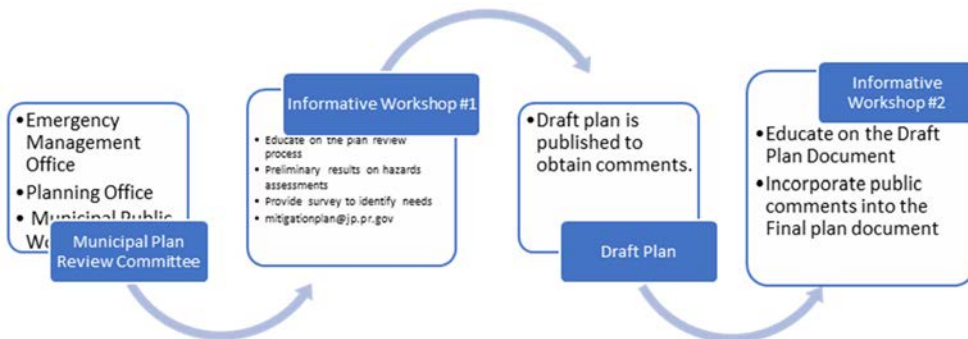 •Emergency
Management
Office
•Planning Office
• Municipal Public
Municipal Plan
Review Committee
Informative Workshop #1
• Educate on the plan review
process
• Preliminary results on hazards
assessments
• Provide survey to identify needs
• mitigationplan@jp.pr.gov
•Draft plan is
published to
obtain comments.
Draft Plan
Informative
Workshop #2
•Educate on the Draft
Plan Document
•Incorporate public
comments into the
Final plan document